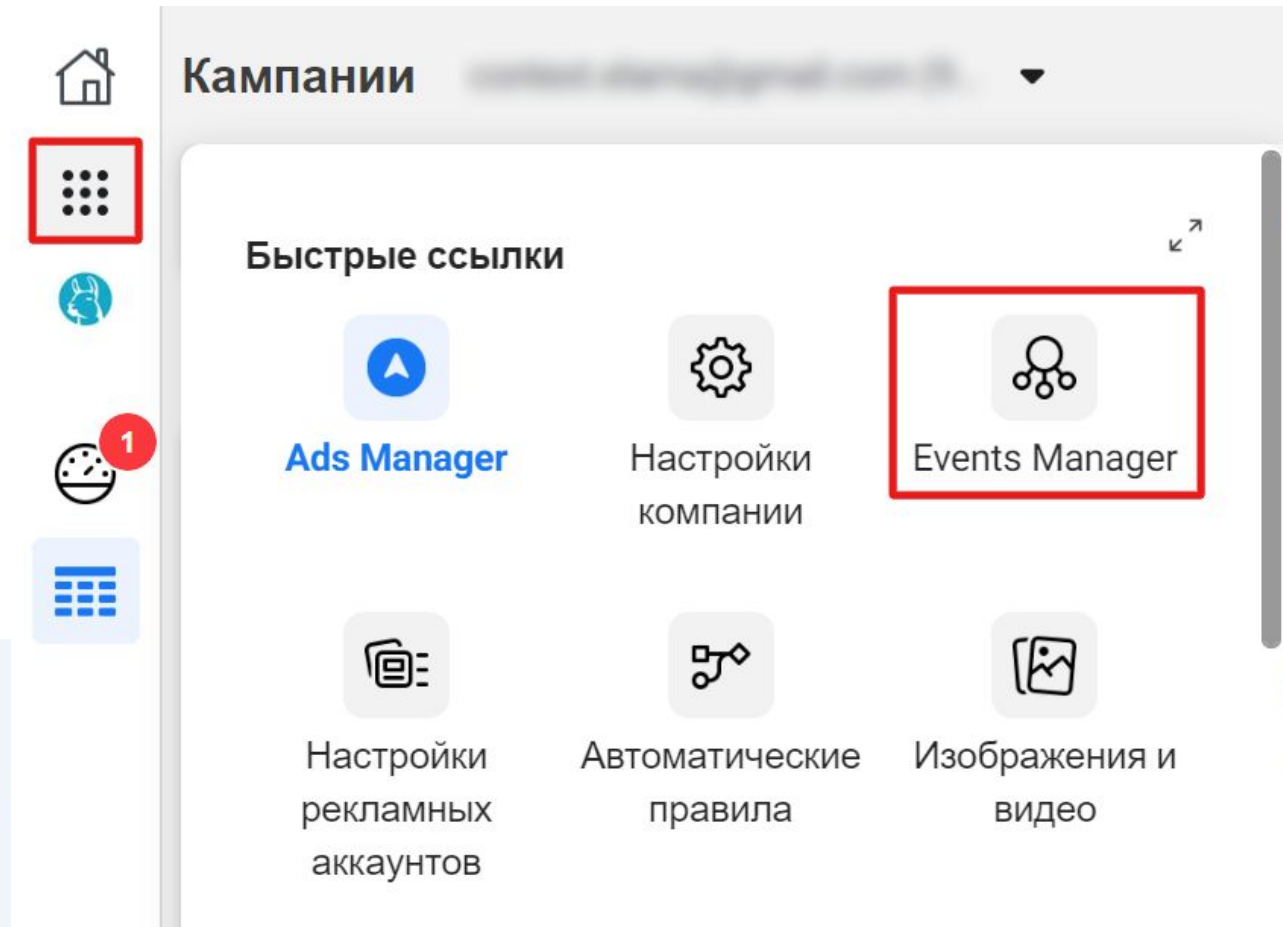 Кампании
Быстрые ссылки
Ads Manager
Настройки
компании
Events Manager
1
Настройки
рекламных
аккаунтов
Автоматические
правила
Изображения и
видео